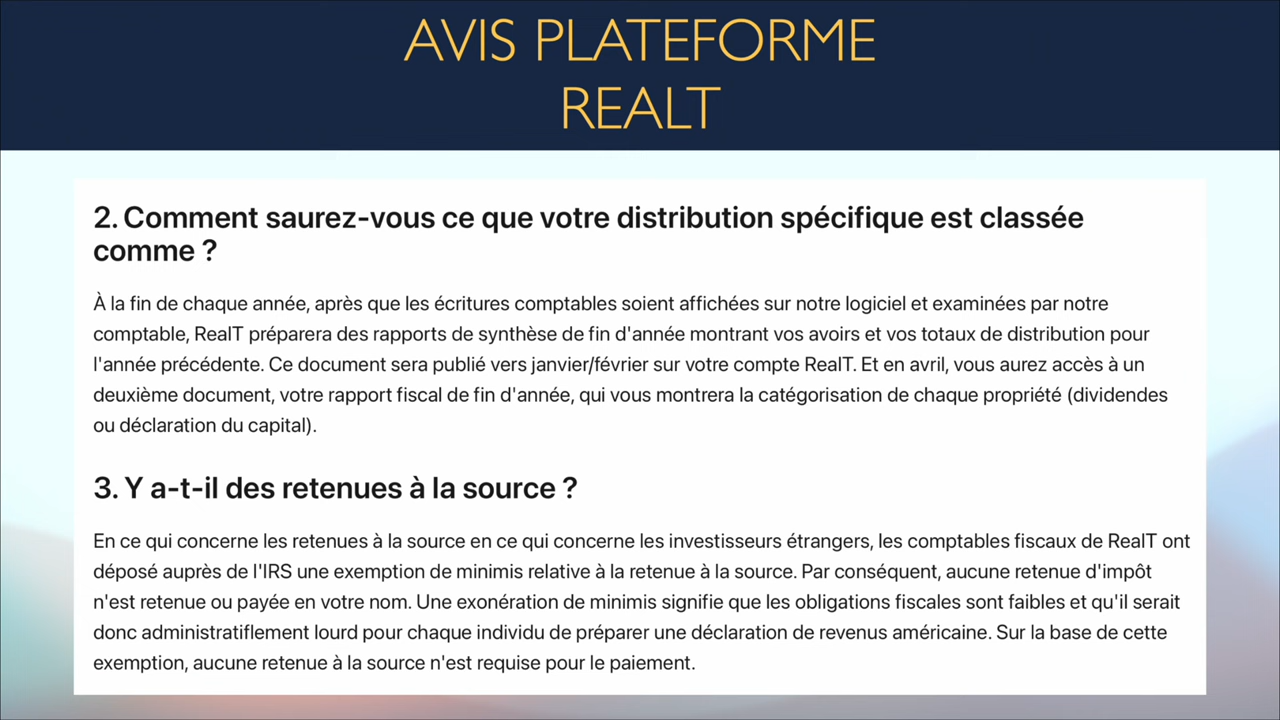 AVIS PLATEFORME
REALT
2. Comment saurez-vous ce que votre distribution spécifique est classée
comme ?
À la fin de chaque année, après que les écritures comptables soient affichées sur notre logiciel et examinées par notre
comptable, RealT préparera des rapports de synthèse de fin d'année montrant vos avoirs et vos totaux de distribution pour
l'année précédente. Ce document sera publié vers janvier/février sur votre compte RealT. Et en avril, vous aurez accès à un
deuxième document, votre rapport fiscal de fin d'année, qui vous montrera la catégorisation de chaque propriété (dividendes
ou déclaration du capital).
3. Y a-t-il des retenues à la source ?
En ce qui concerne les retenues à la source en ce qui concerne les investisseurs étrangers, les comptables fiscaux de RealT ont
déposé auprès de l'IRS une exemption de minimis relative à la retenue à la source. Par conséquent, aucune retenue d'impôt
n'est retenue ou payée en votre nom. Une exonération de minimis signifie que les obligations fiscales sont faibles et qu'il serait
donc administratiflement lourd pour chaque individu de préparer une déclaration de revenus américaine. Sur la base de cette
exemption, aucune retenue à la source n'est requise pour le paiement.